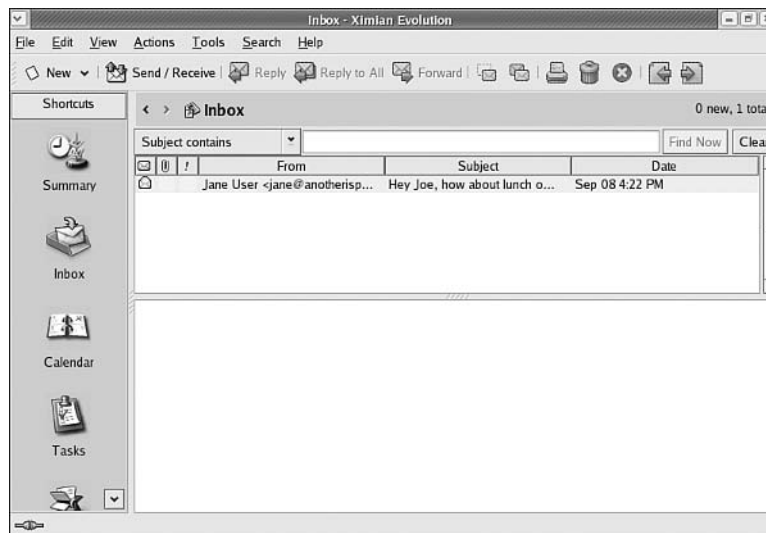 Inbox - Ximian Evolution
File Edit View Actions Tools Search Help
New Send / Receive Reply Reply to All Forward
Shortcuts
Inbox 0 new, 1 tota
Subject contains Find Now Clea
! From Subject Date
Jane User <jane@anotherisp... Hey Joe, how about lunch o... Sep 08 4:22 PM
Summary
Inbox
Calendar
Tasks